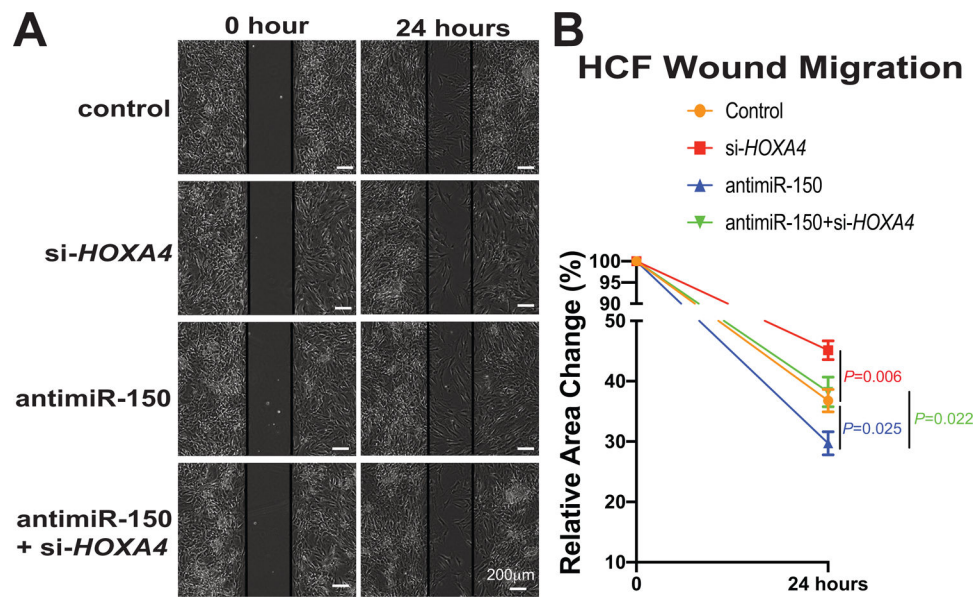 A
0 hour
24 hours
control
si-HOXA4
antimiR-150
antimiR-150
+ si-HOXA4
200μm
B
HCF Wound Migration
Control
si-HOXA4
antimiR-150
antimiR-150+si-HOXA4
Relative Area Change (%)
100
95
90
50
40
30
20
10
P=0.006
P=0.025
P=0.022
0
24 hours